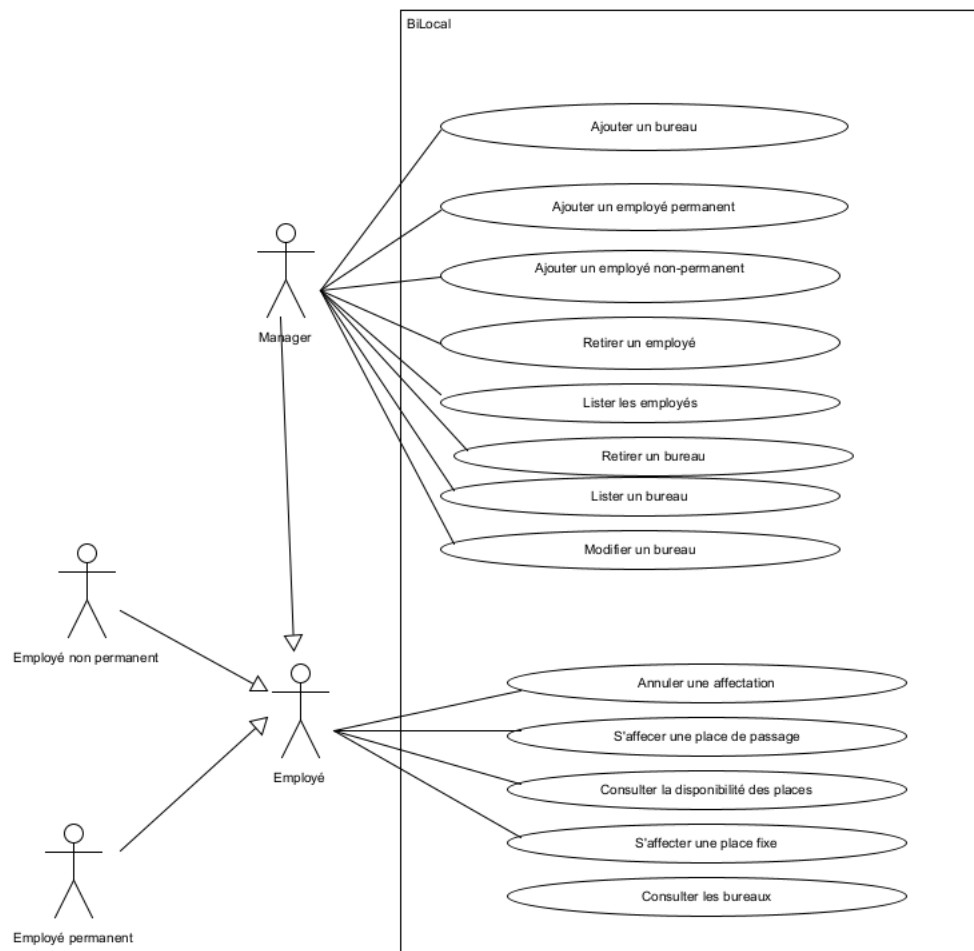 BiLocal
Ajouter un bureau
Ajouter un employé permanent
Ajouter un employé non-permanent
Manager
Retirer un employé
Lister les employés
Retirer un bureau
Lister un bureau
Modifier un bureau
Employé non permanent
Annuler une affectation
S'affecer une place de passage
Employé
Consulter la disponibilité des places
S'affecter une place fixe
Consulter les bureaux
Employé permanent